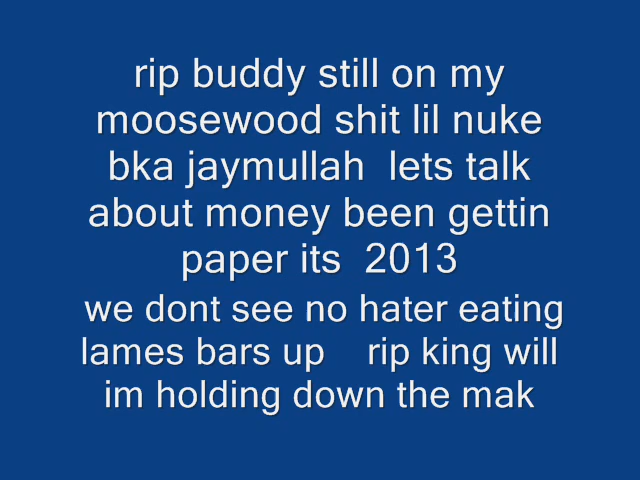 rip buddy still on my
moosewood shit lil nuke
bka jaymullah  lets talk
about money been gettin
paper its  2013
we dont see no hater eating
lames bars up    rip king will
im holding down the mak